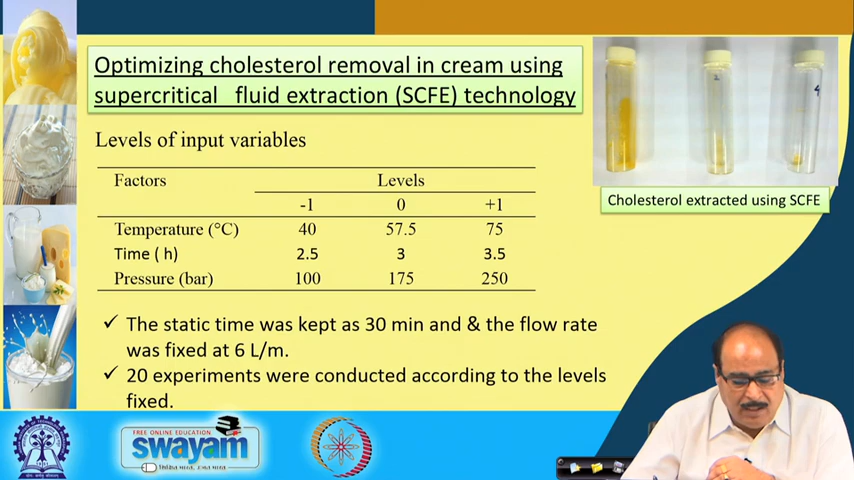 Optimizing cholesterol removal in cream using
supercritical fluid extraction (SCFE) technology
Levels of input variables
Factors Levels
-1 0 +1
Temperature (°C) 40 57.5 75
Time ( h) 2.5 3 3.5
Pressure (bar) 100 175 250
✓ The static time was kept as 30 min and & the flow rate
was fixed at 6 L/m.
✓ 20 experiments were conducted according to the levels
fixed.
Cholesterol extracted using SCFE
FREE ONLINE EDUCATION
swayam